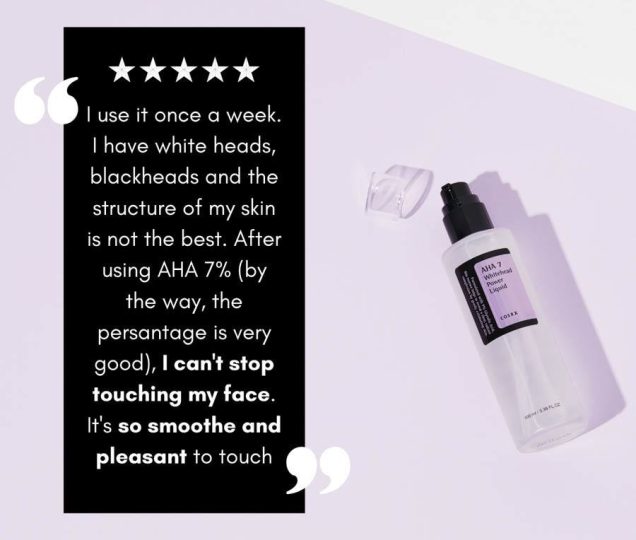 I use it once a week.
I have white heads,
blackheads and the
structure of my skin
is not the best. After
using AHA 7% (by
the way, the
persantage is very
good), I can't stop
touching my face.
It's so smoothe and
pleasant to touch
AHA 7
Whitehead
Power
Liquid
COSRX